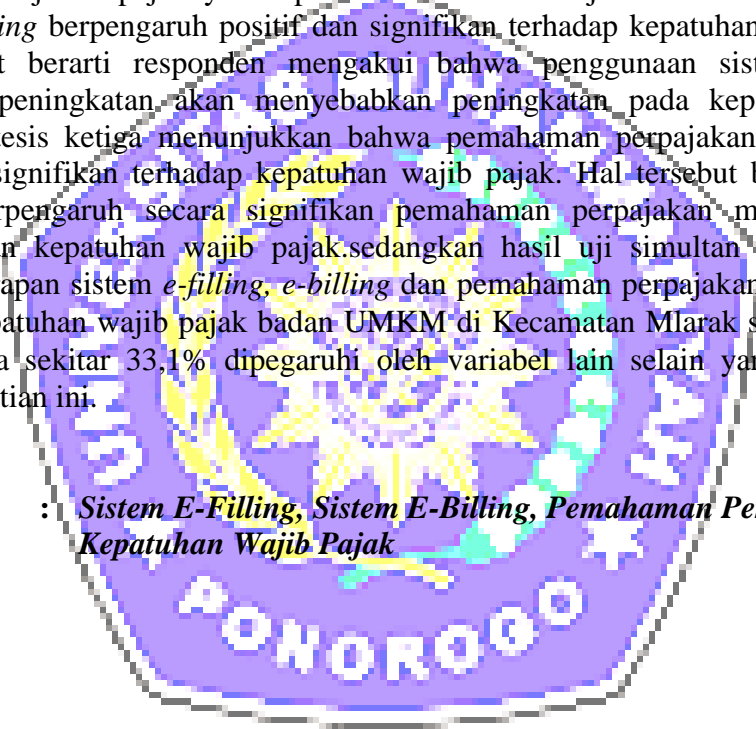 ing berpengaruh positif dan signifikan terhadap kepatuhan
t berarti responden mengakui bahwa penggunaan sist
peningkatan akan menyebabkan peningkatan pada kep
tesis ketiga menunjukkan bahwa pemahaman perpajakan
signifikan terhadap kepatuhan wajib pajak. Hal tersebut b
rpengaruh secara signifikan pemahaman perpajakan m
n kepatuhan wajib pajak.sedangkan hasil uji simultan
apan sistem e-filling, e-billing dan pemahaman perpajakan
patuhan wajib pajak badan UMKM di Kecamatan Mlarak s
a sekitar 33,1% dipegaruhi oleh variabel lain selain yan
tian ini.
: Sistem E-Filling, Sistem E-Billing, Pemahaman Pe
Kepatuhan Wajib Pajak
PONOROGO